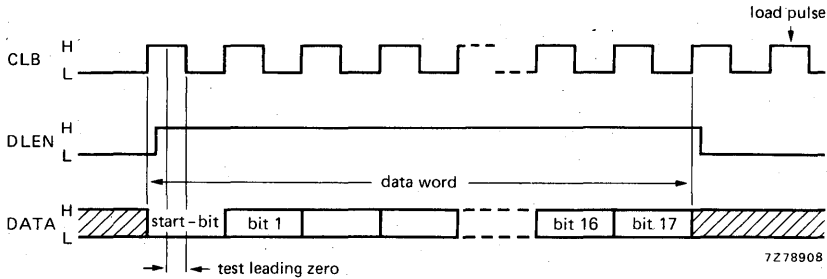 load pulse
CLB H
L
DLEN H
L
data word
DATA H
L
start-bit bit 1 bit 16 bit 17
test leading zero
7Z78908